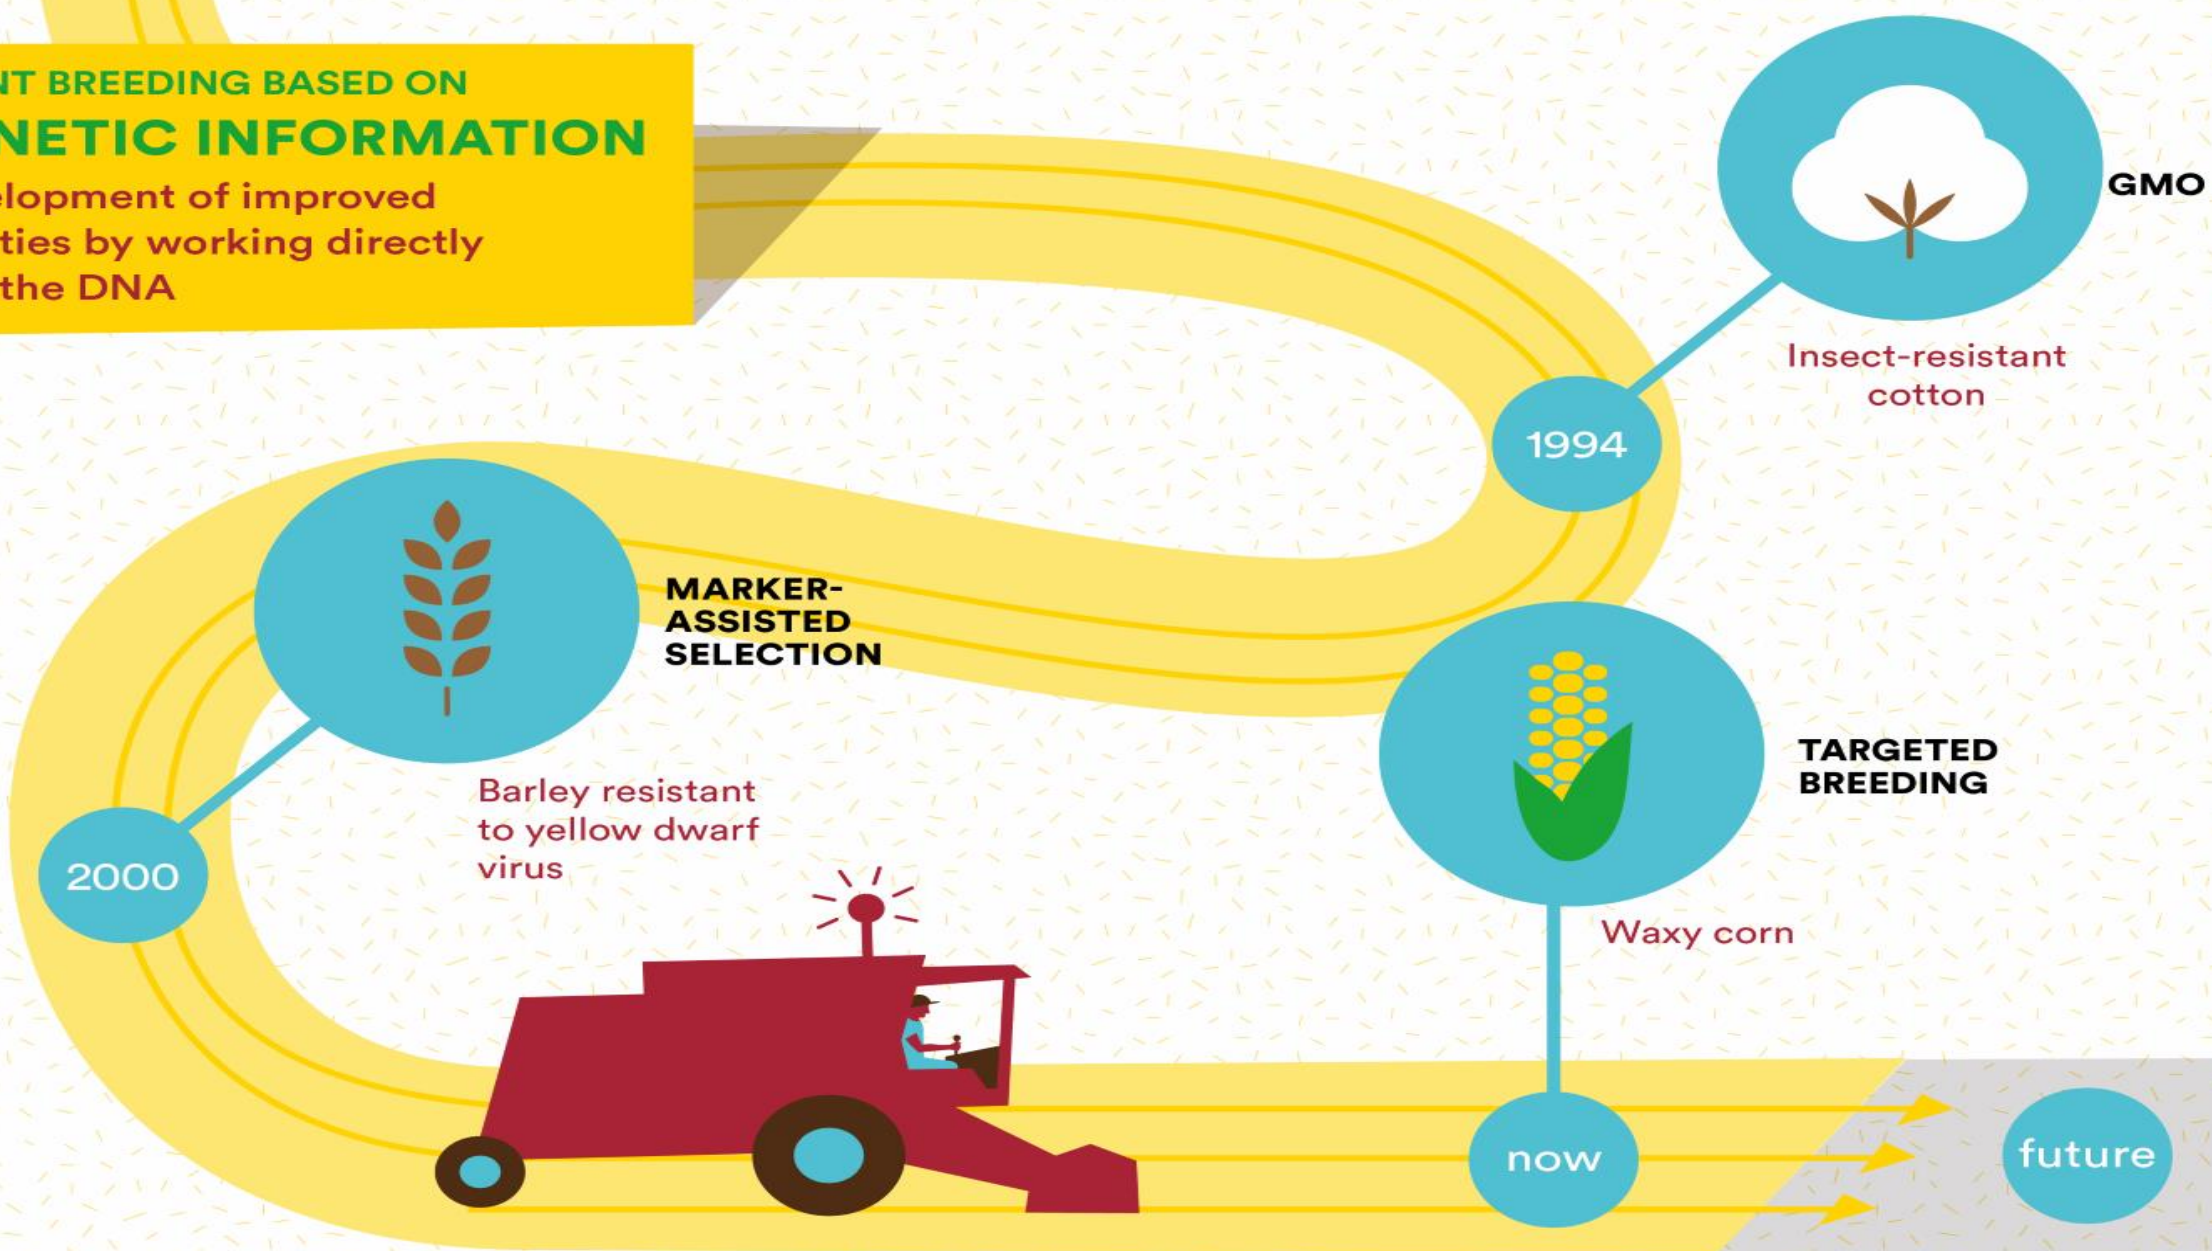 NT BREEDING BASED ON
NETIC INFORMATION
elopment of improved
ties by working directly
the DNA
GMO
Insect-resistant
cotton
1994
MARKER-
ASSISTED
SELECTION
Barley resistant
to yellow dwarf
virus
2000
TARGETED
BREEDING
Waxy corn
now
future